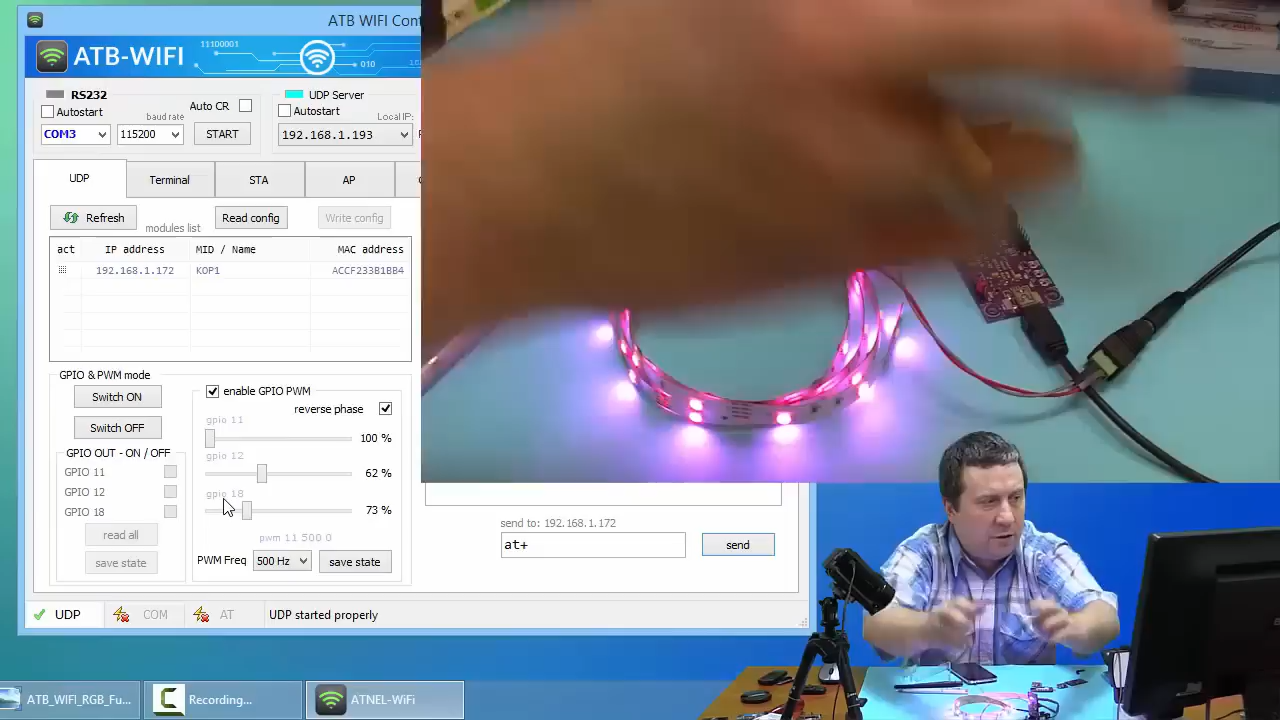 ATB WIFI Cont
ATB-WIFI
11100001
010
RS232
Autostart
Auto CR
baud rate
COM3
115200
START
UDP Server
Autostart
Local IP:
192.168.1.193
UDP
Terminal
STA
AP
Refresh
modules list
Read config
Write config
act IP address MID / Name MAC address
192.168.1.172 KOP1 ACCF233B1BB4
GPIO & PWM mode
Switch ON
Switch OFF
GPIO OUT - ON / OFF
GPIO 11
GPIO 12
GPIO 18
read all
save state
enable GPIO PWM
reverse phase
gpio 11
100 %
gpio 12
62 %
gpio 18
73 %
pwm 11 500 0
PWM Freq 500 Hz save state
send to: 192.168.1.172
at+
send
UDP COM AT UDP started properly
ATB_WIFI_RGB_Fu... Recording... ATNEL-WiFi